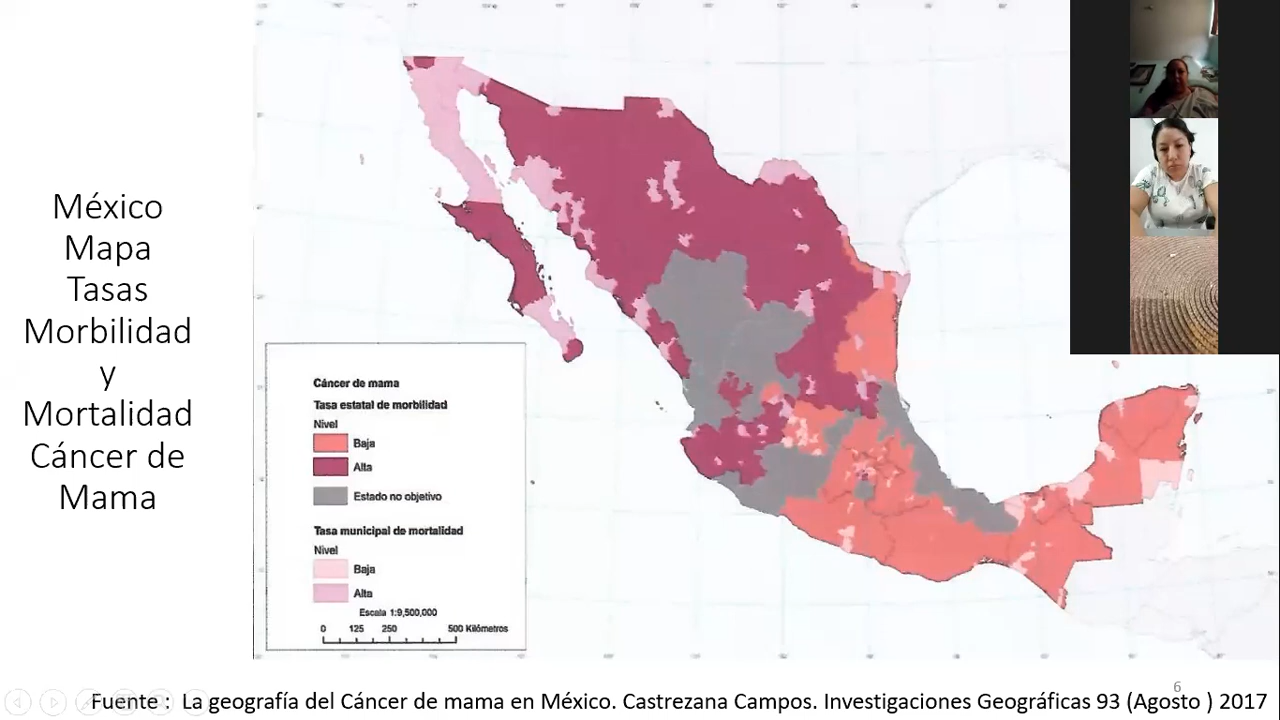 México
Mapa
Tasas
Morbilidad
y
Mortalidad
Cáncer de
Mama
Cáncer de mama
Tasa estatal de morbilidad
Nivel
Baja
Alta
Estado no objetivo
Tasa municipal de mortalidad
Nivel
Baja
Alta
Escala 1:9,500,000
0 125 250 500 Kilómetros
6
Fuente : La geografía del Cáncer de mama en México. Castrezana Campos. Investigaciones Geográficas 93 (Agosto ) 2017